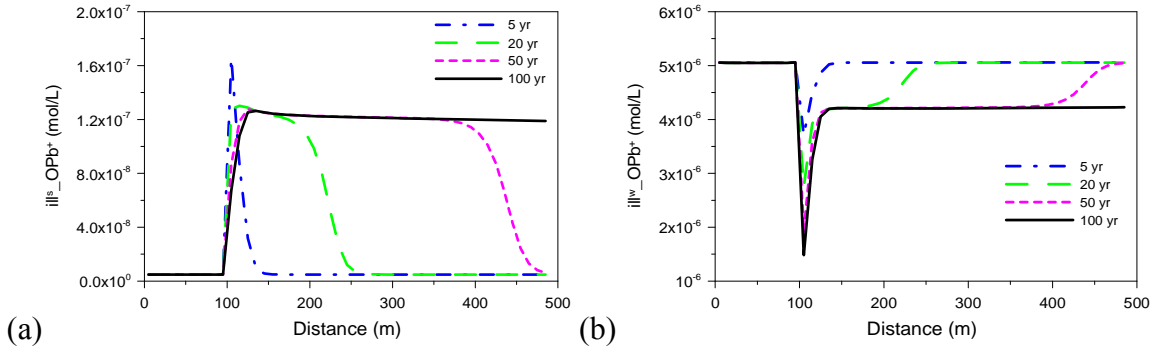 2.0x10⁻⁷
1.6x10⁻⁷
1.2x10⁻⁷
8.0x10⁻⁸
4.0x10⁻⁸
0.0x10⁰
illˢ_OPb⁺ (mol/L)
5 yr
20 yr
50 yr
100 yr
0 100 200 300 400 500
Distance (m)
(a)
6x10⁻⁶
5x10⁻⁶
4x10⁻⁶
3x10⁻⁶
2x10⁻⁶
1x10⁻⁶
illʷ_OPb⁺ (mol/L)
5 yr
20 yr
50 yr
100 yr
0 100 200 300 400 500
Distance (m)
(b)